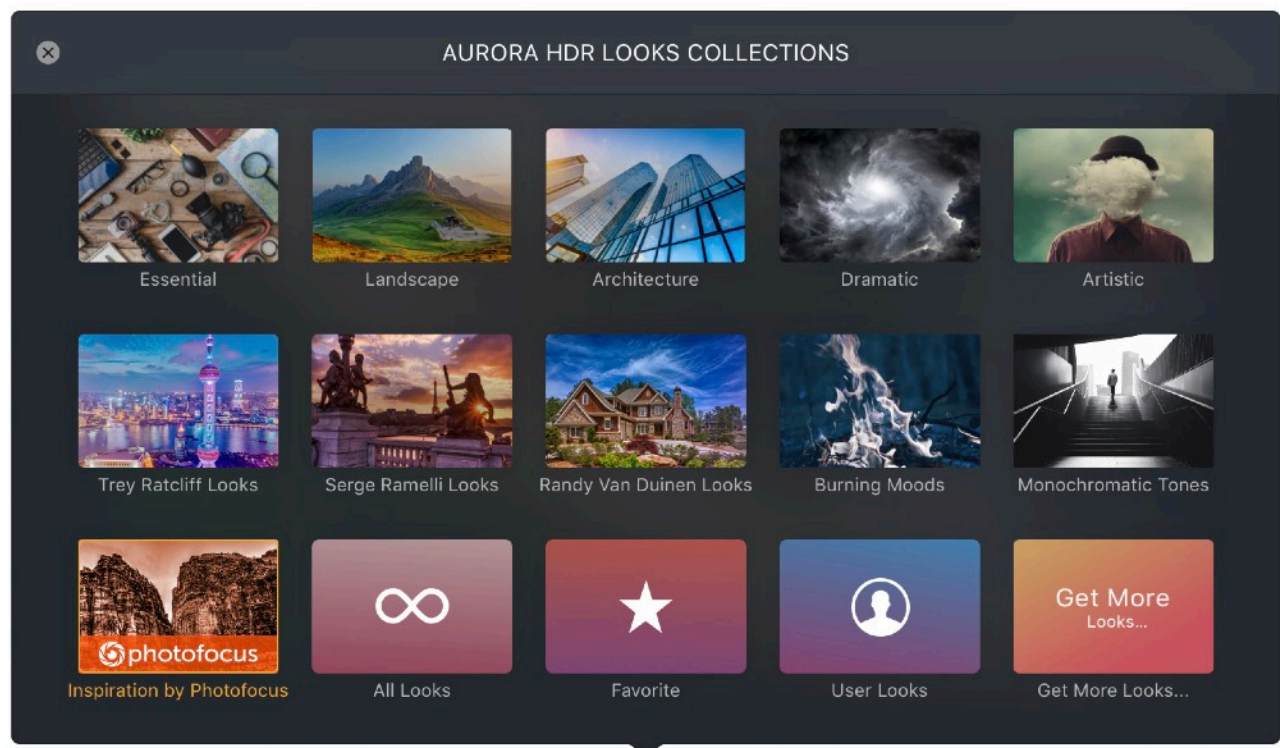 AURORA HDR LOOKS COLLECTIONS
Essential
Landscape
Architecture
Dramatic
Artistic
Trey Ratcliff Looks
Serge Ramelli Looks
Randy Van Duinen Looks
Burning Moods
Monochromatic Tones
photofocus
Get More
Looks...
Inspiration by Photofocus
All Looks
Favorite
User Looks
Get More Looks...